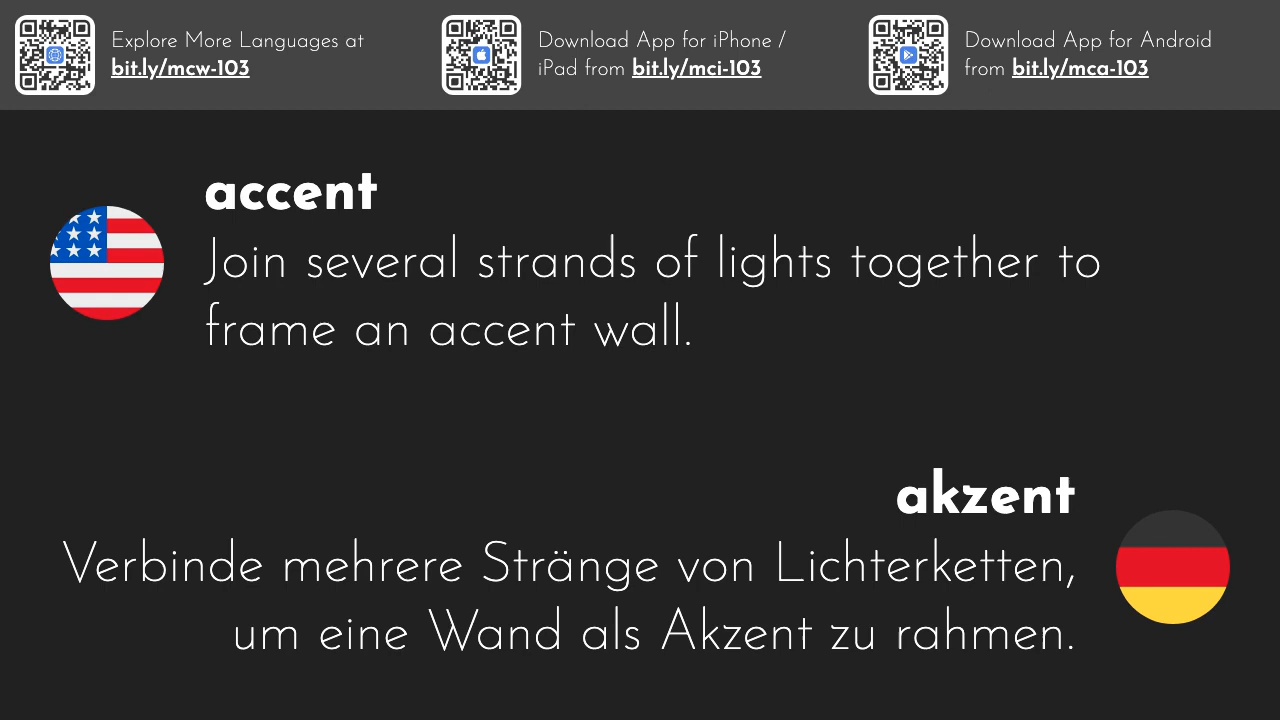 Explore More Languages at
bit.ly/mcw-103
Download App for iPhone /
iPad from bit.ly/mci-103
Download App for Android
from bit.ly/mca-103
accent
Join several strands of lights together to
frame an accent wall.
akzent
Verbinde mehrere Stränge von Lichterketten,
um eine Wand als Akzent zu rahmen.